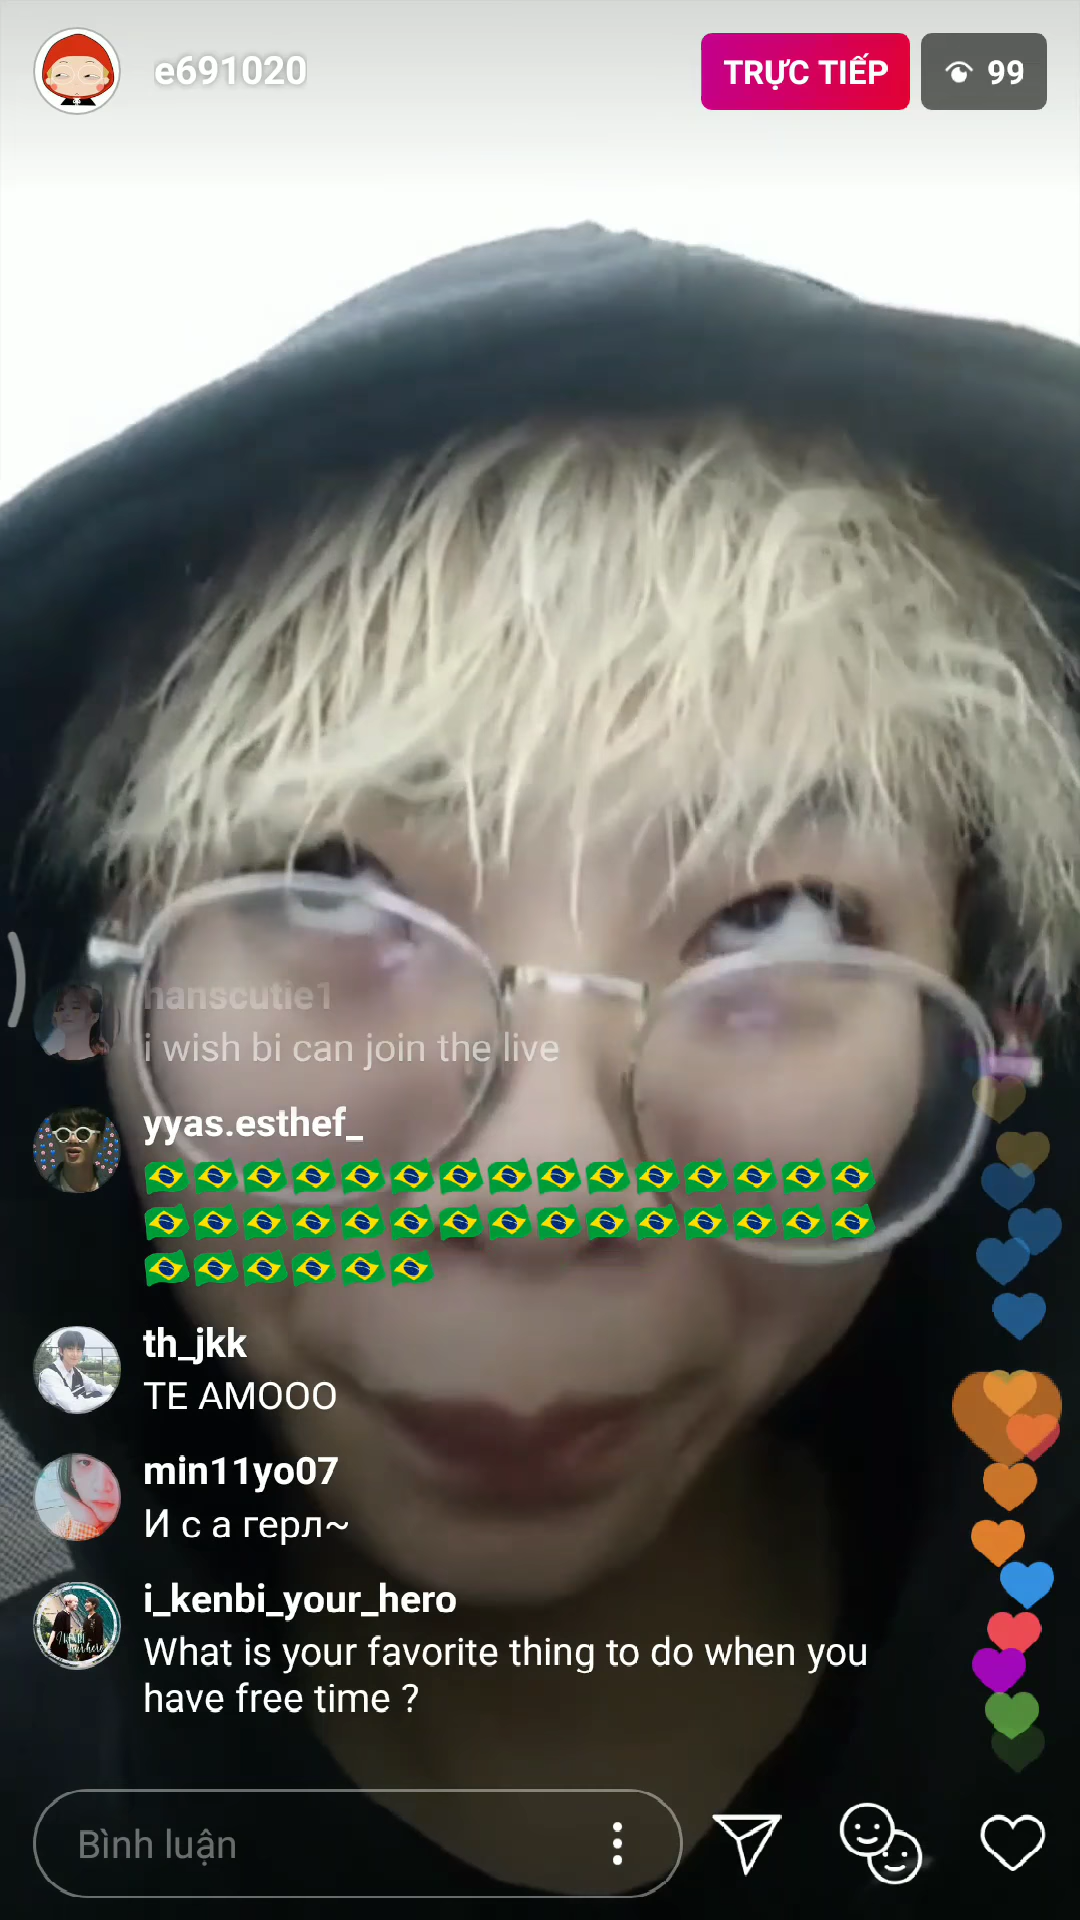 e691020
TRỰC TIẾP
99
hanscutie1
i wish bi can join the live
yyas.esthef_
🇧🇷🇧🇷🇧🇷🇧🇷🇧🇷🇧🇷🇧🇷🇧🇷🇧🇷🇧🇷🇧🇷🇧🇷🇧🇷🇧🇷🇧🇷
🇧🇷🇧🇷🇧🇷🇧🇷🇧🇷🇧🇷🇧🇷🇧🇷🇧🇷🇧🇷🇧🇷🇧🇷🇧🇷🇧🇷🇧🇷
🇧🇷🇧🇷🇧🇷🇧🇷🇧🇷🇧🇷
th_jkk
TE AMOOO
min11yo07
И с а герл~
i_kenbi_your_hero
What is your favorite thing to do when you
have free time ?
Bình luận